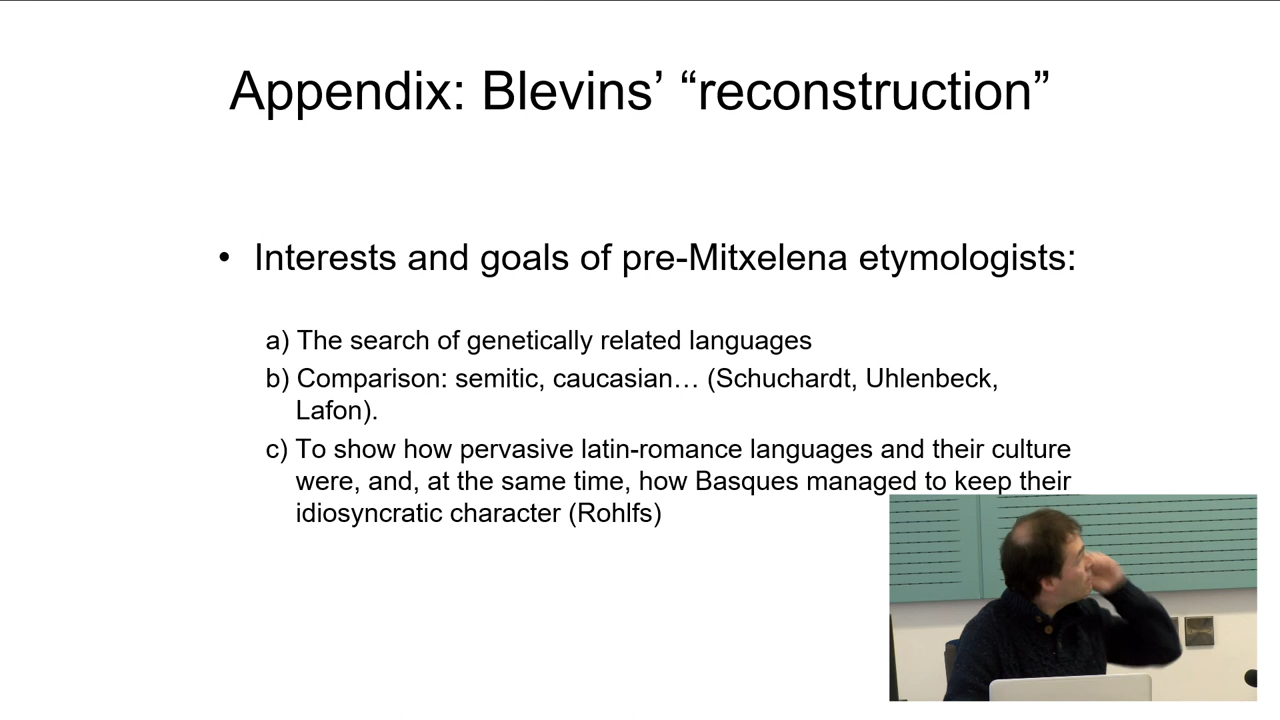 Appendix: Blevins’ “reconstruction”
• Interests and goals of pre-Mitxelena etymologists:
a) The search of genetically related languages
b) Comparison: semitic, caucasian… (Schuchardt, Uhlenbeck,
Lafon).
c) To show how pervasive latin-romance languages and their culture
were, and, at the same time, how Basques managed to keep their
idiosyncratic character (Rohlfs)